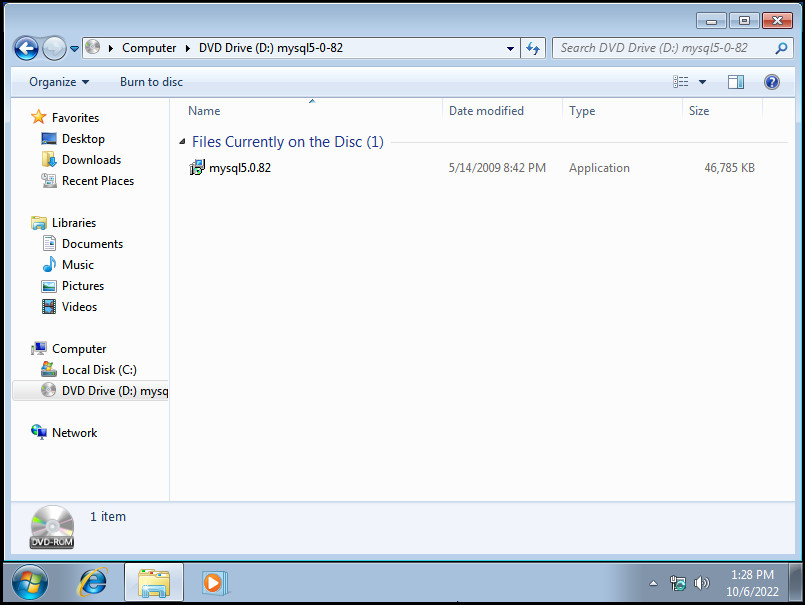 Computer DVD Drive (D:) mysql5-0-82
Search DVD Drive (D:) mysql5-0-82
Organize Burn to disc
Name Date modified Type Size
Favorites
Desktop
Downloads
Recent Places
Libraries
Documents
Music
Pictures
Videos
Computer
Local Disk (C:)
DVD Drive (D:) mysq
Network
Files Currently on the Disc (1)
mysql5.0.82 5/14/2009 8:42 PM Application 46,785 KB
DVD-ROM
1 item
1:28 PM
10/6/2022